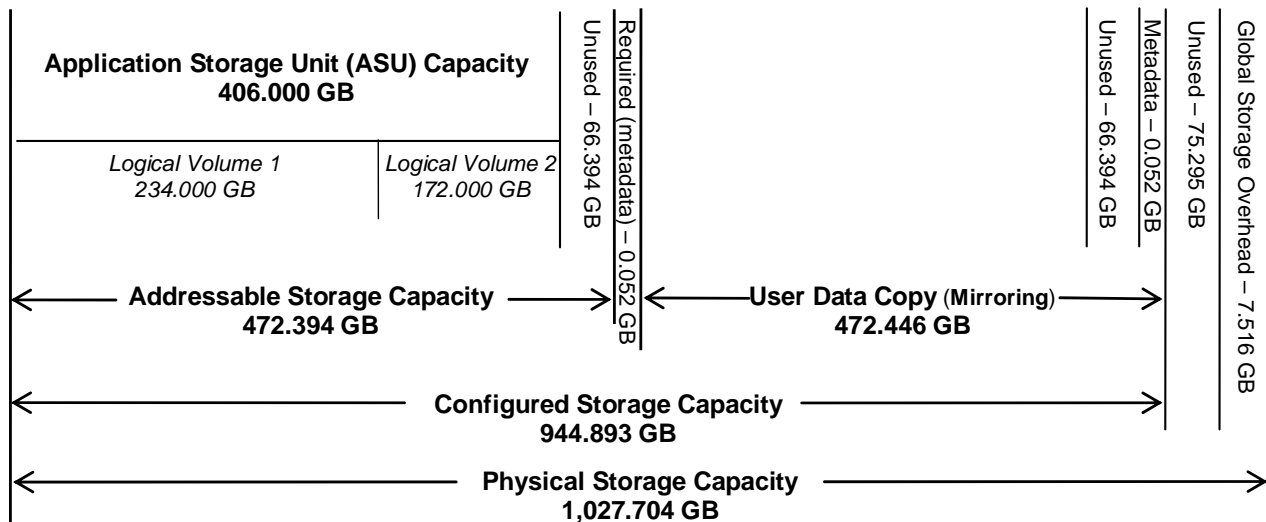 Application Storage Unit (ASU) Capacity
406.000 GB
Logical Volume 1
234.000 GB
Logical Volume 2
172.000 GB
Unused – 66.394 GB
Required (metadata) – 0.052 GB
Unused – 66.394 GB
Metadata – 0.052 GB
Unused – 75.295 GB
Global Storage Overhead – 7.516 GB
Addressable Storage Capacity
472.394 GB
User Data Copy (Mirroring)
472.446 GB
Configured Storage Capacity
944.893 GB
Physical Storage Capacity
1,027.704 GB